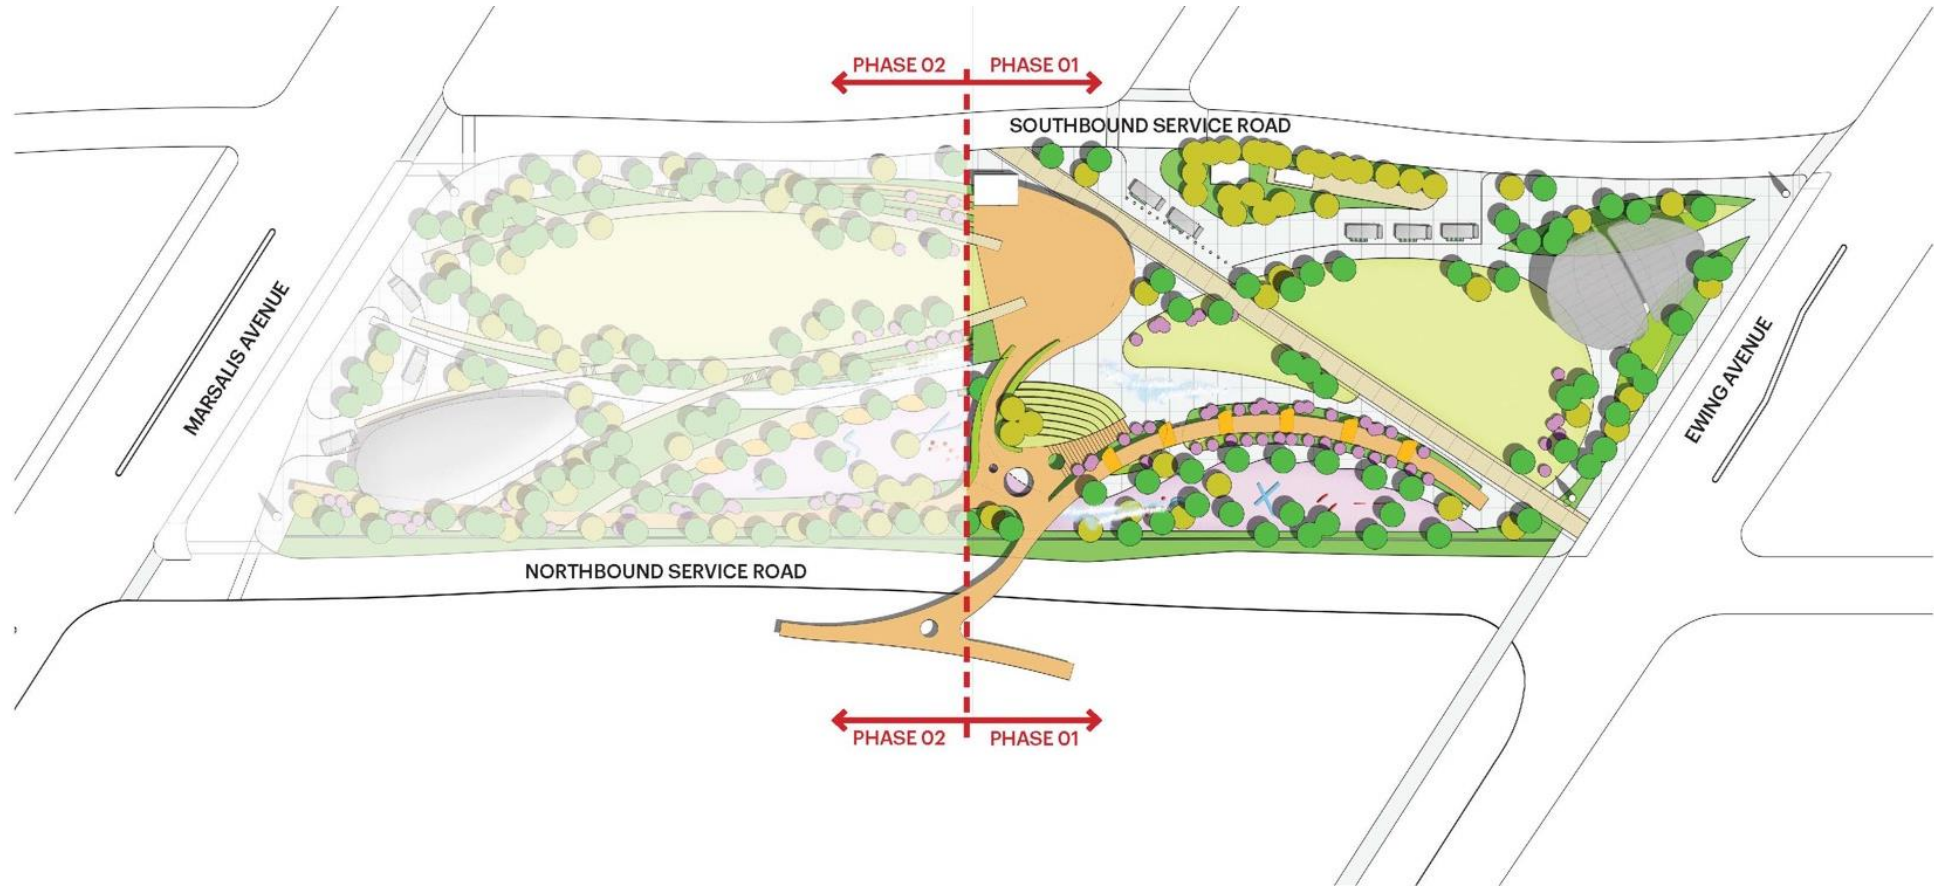 PHASE 02
PHASE 01
SOUTHBOUND SERVICE ROAD
MARSALIS AVENUE
EWING AVENUE
NORTHBOUND SERVICE ROAD
PHASE 02
PHASE 01